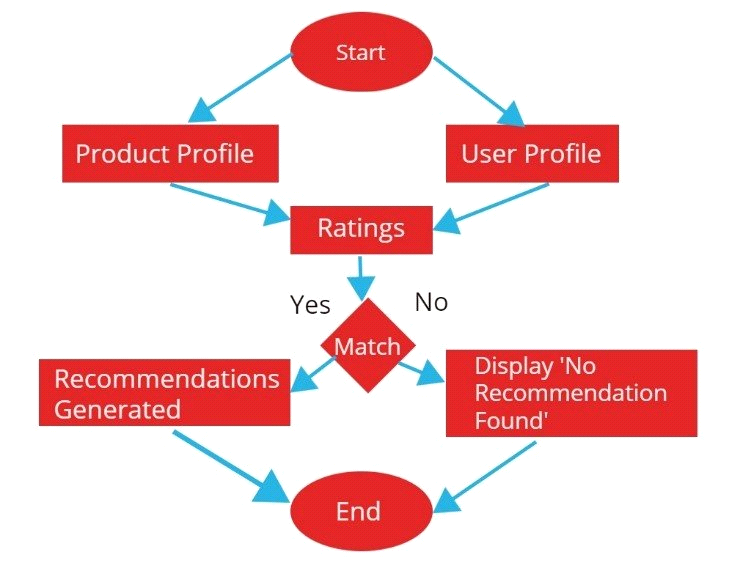 Start
Product Profile
User Profile
Ratings
Yes
No
Match
Recommendations
Generated
Display 'No
Recommendation
Found'
End